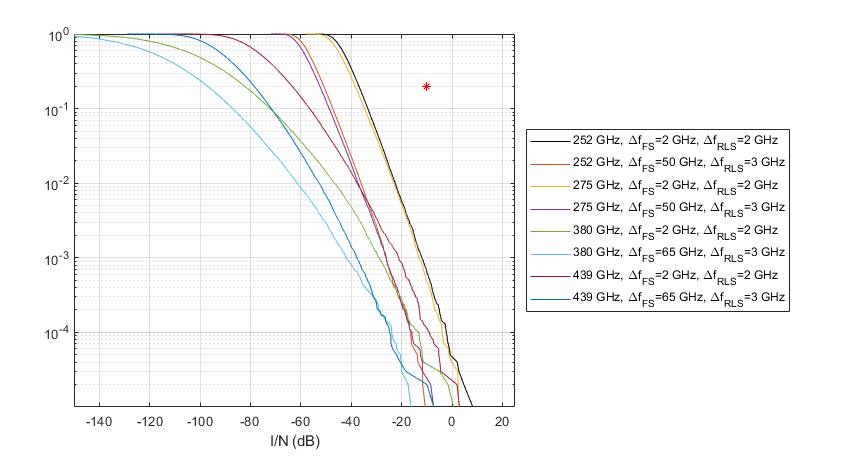 10^0
10^-1
10^-2
10^-3
10^-4
-140 -120 -100 -80 -60 -40 -20 0 20
I/N (dB)
252 GHz, Δf_FS=2 GHz, Δf_RLS=2 GHz
252 GHz, Δf_FS=50 GHz, Δf_RLS=3 GHz
275 GHz, Δf_FS=2 GHz, Δf_RLS=2 GHz
275 GHz, Δf_FS=50 GHz, Δf_RLS=3 GHz
380 GHz, Δf_FS=2 GHz, Δf_RLS=2 GHz
380 GHz, Δf_FS=65 GHz, Δf_RLS=3 GHz
439 GHz, Δf_FS=2 GHz, Δf_RLS=2 GHz
439 GHz, Δf_FS=65 GHz, Δf_RLS=3 GHz